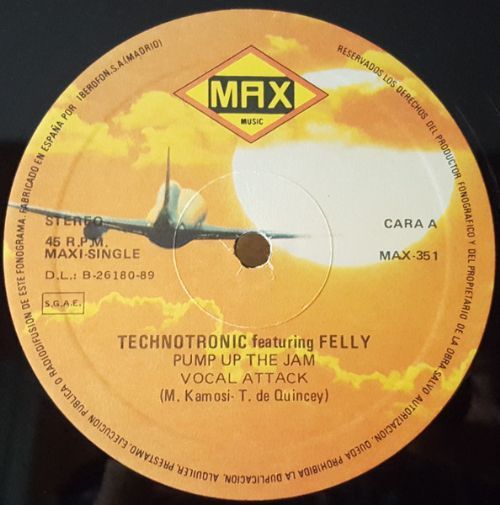 MAX
MUSIC
STEREO
45 R.P.M.
MAXI-SINGLE
D.L.: B-26180-89
S.G.A.E.
CARA A
MAX-351
TECHNOTRONIC featuring FELLY
PUMP UP THE JAM
VOCAL ATTACK
(M. Kamosi- T. de Quincey)
RESERVADOS LOS DERECHOS DEL PRODUCTOR FONOGRAFICO Y DEL PROPIETARIO DE LA OBRA. SALVO AUTORIZACION, QUEDA PROHIBIDA LA DUPLICACION, ALQUILER, PRESTAMO, EJECUCION PUBLICA O RADIODIFUSION DE ESTE FONOGRAMA. FABRICADO EN ESPAÑA POR IBEROFON, S.A. (MADRID)